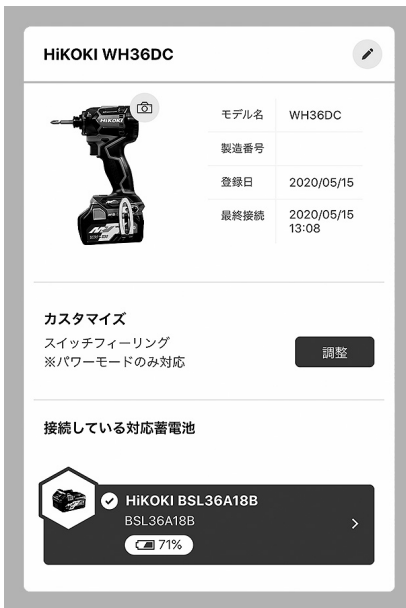 HiKOKI WH36DC
HiKOKI
モデル名 WH36DC
製造番号
登録日 2020/05/15
最終接続 2020/05/15
13:08
カスタマイズ
スイッチフィーリング
※パワーモードのみ対応
調整
接続している対応蓄電池
HiKOKI BSL36A18B
BSL36A18B
71%